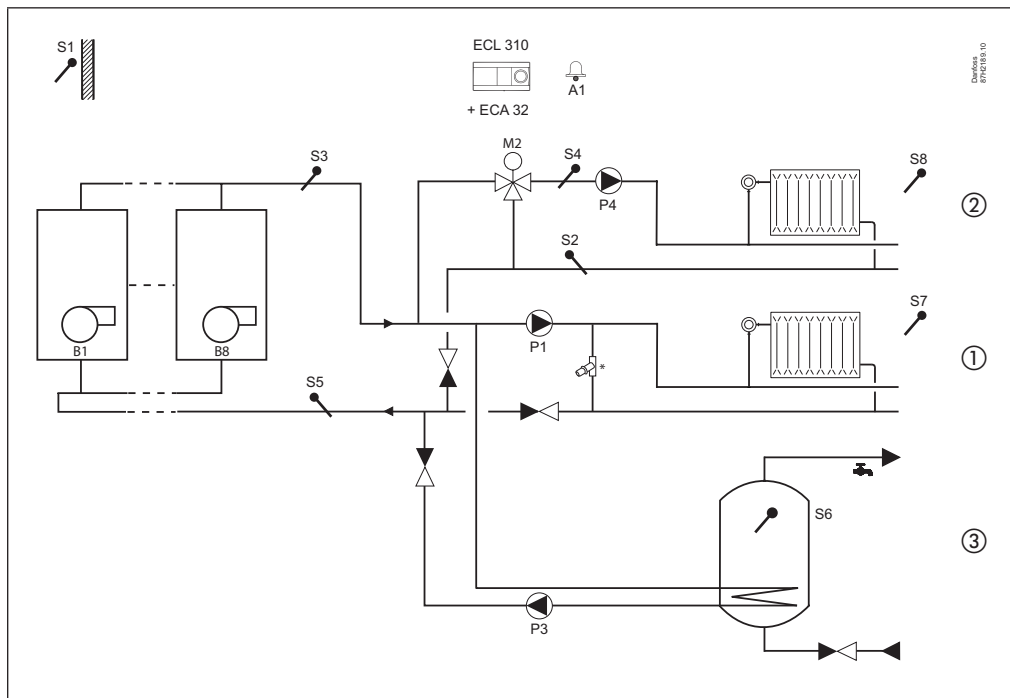 S1
ECL 310
A1
+ ECA 32
Danfoss
87H2189.10
M2
S3
S4
S8
P4
②
S2
S7
B1
B8
P1
*
①
S5
S6
③
P3